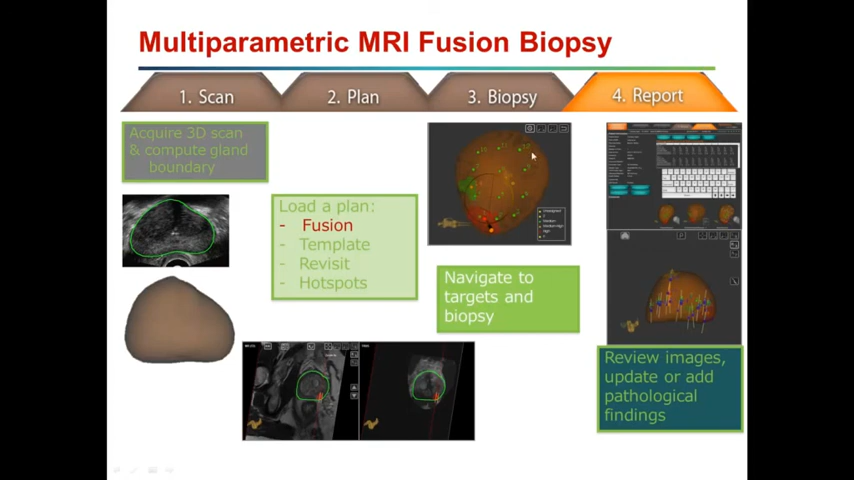 Multiparametric MRI Fusion Biopsy
1. Scan
2. Plan
3. Biopsy
4. Report
Acquire 3D scan
& compute gland
boundary
Load a plan:
- Fusion
- Template
- Revisit
- Hotspots
Navigate to
targets and
biopsy
Review images,
update or add
pathological
findings